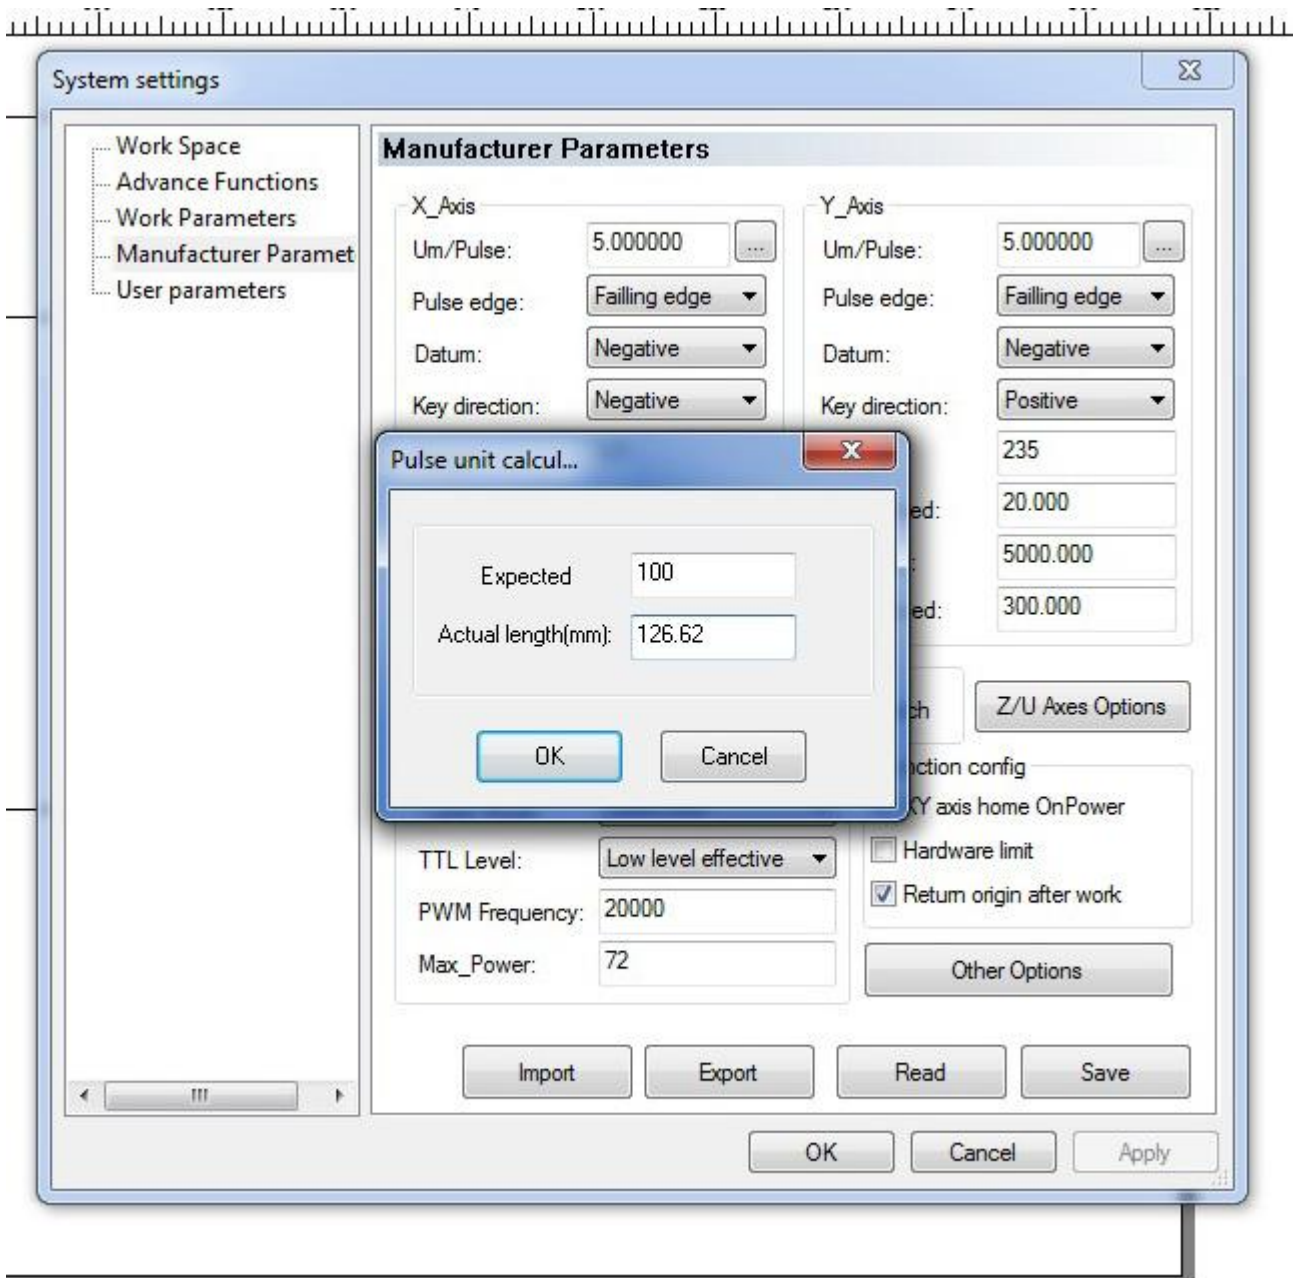 System settings
Work Space
Advance Functions
Work Parameters
Manufacturer Paramet
User parameters
Manufacturer Parameters
X_Axis
Um/Pulse: 5.000000 ...
Pulse edge: Failling edge
Datum: Negative
Key direction: Negative
Y_Axis
Um/Pulse: 5.000000 ...
Pulse edge: Failling edge
Datum: Negative
Key direction: Positive
235
ed: 20.000
: 5000.000
ed: 300.000
Pulse unit calcul...
Expected 100
Actual length(mm): 126.62
OK Cancel
ch
Z/U Axes Options
nction config
XY axis home OnPower
Hardware limit
Return origin after work
TTL Level: Low level effective
PWM Frequency: 20000
Max_Power: 72
Other Options
Import Export Read Save
OK Cancel Apply